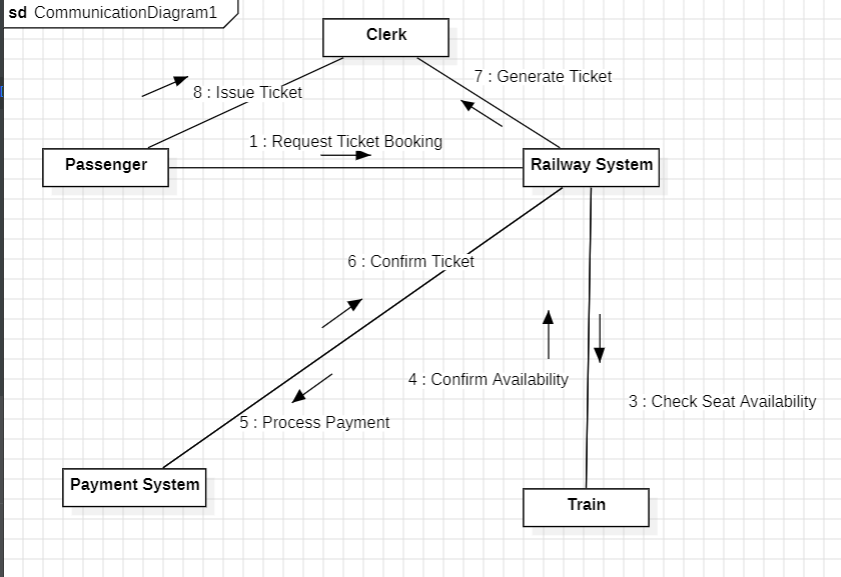 sd CommunicationDiagram1
Clerk
7 : Generate Ticket
8 : Issue Ticket
1 : Request Ticket Booking
Passenger
Railway System
6 : Confirm Ticket
4 : Confirm Availability
3 : Check Seat Availability
5 : Process Payment
Payment System
Train